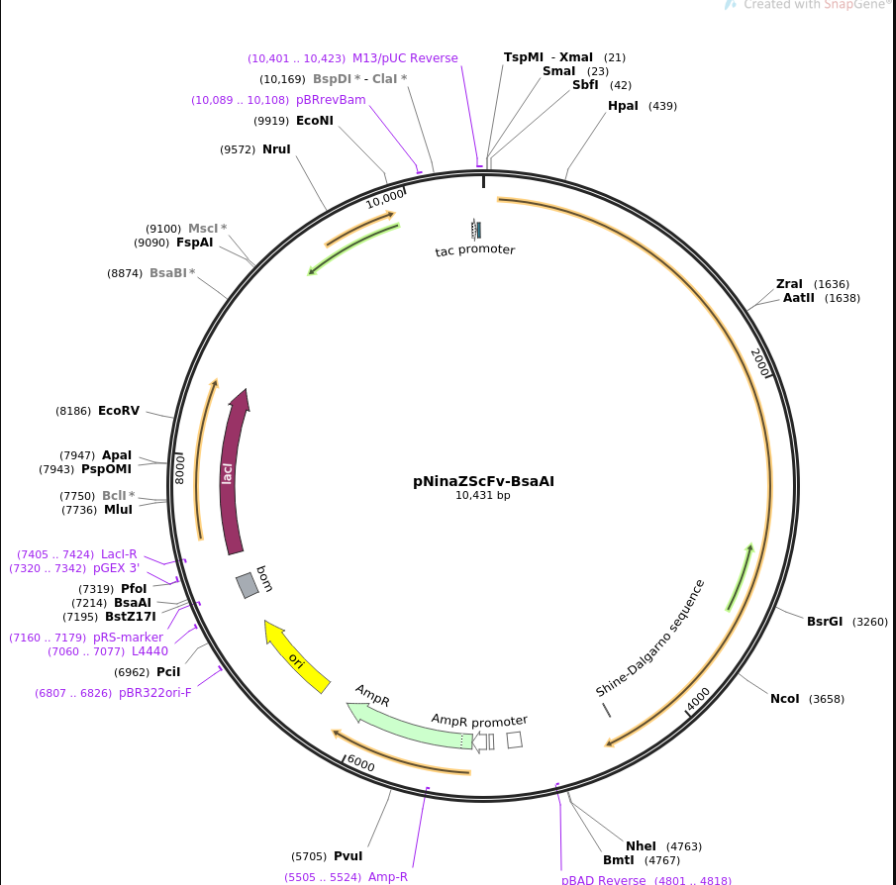 Created with SnapGene®
(10,401 .. 10,423) M13/pUC Reverse
(10,169) BspDI * - ClaI *
(10,089 .. 10,108) pBRrevBam
(9919) EcoNI
(9572) NruI
(9100) MscI *
(9090) FspAI
(8874) BsaBI *
(8186) EcoRV
(7947) ApaI
(7943) PspOMI
(7750) BclI *
(7736) MluI
(7405 .. 7424) LacI-R
(7320 .. 7342) pGEX 3'
(7319) PfoI
(7214) BsaAI
(7195) BstZ17I
(7160 .. 7179) pRS-marker
(7060 .. 7077) L4440
(6962) PciI
(6807 .. 6826) pBR322ori-F
(5705) PvuI
(5505 .. 5524) Amp-R
TspMI - XmaI (21)
SmaI (23)
SbfI (42)
HpaI (439)
ZraI (1636)
AatII (1638)
BsrGI (3260)
NcoI (3658)
NheI (4763)
BmtI (4767)
pBAD Reverse (4801 .. 4818)
10,000
2000
4000
6000
8000
tac promoter
lacI
bom
ori
AmpR
AmpR promoter
Shine-Dalgarno sequence
pNinaZScFv-BsaAI
10,431 bp